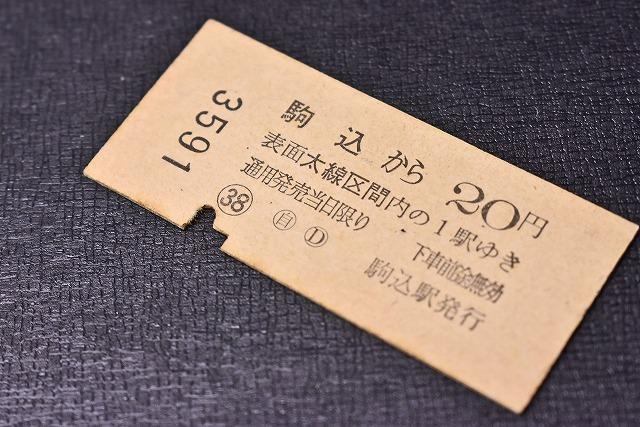 3591
駒込から 20円
表面太線区間内の1駅ゆき
通用発売当日限り
下車前途無効
38 自 D
駒込駅発行